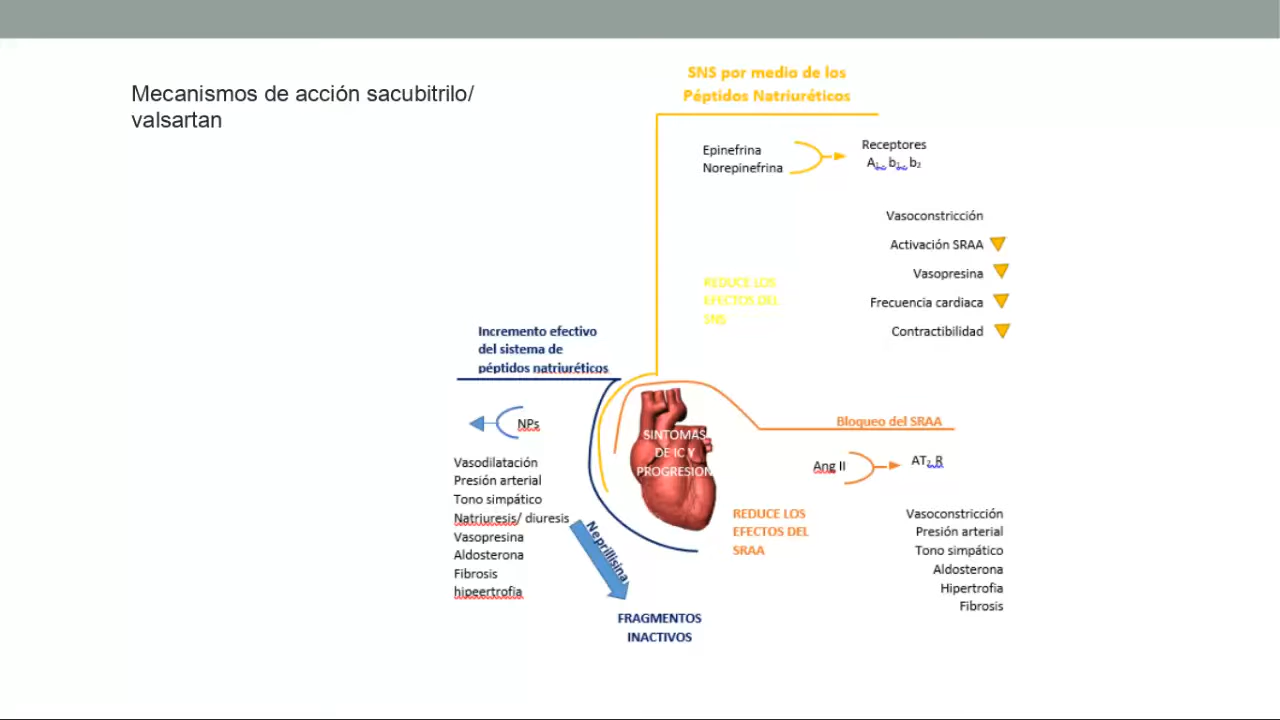 Mecanismos de acción sacubitrilo/
valsartan
SNS por medio de los
Péptidos Natriuréticos
Epinefrina
Norepinefrina
Receptores
A1, b1, b2
Vasoconstricción
Activación SRAA
Vasopresina
Frecuencia cardiaca
Contractibilidad
REDUCE LOS
EFECTOS DEL
SNS
Incremento efectivo
del sistema de
péptidos natriuréticos
NPs
Vasodilatación
Presión arterial
Tono simpático
Natriuresis/ diuresis
Vasopresina
Aldosterona
Fibrosis
hipeertrofia
Neprilisina
FRAGMENTOS
INACTIVOS
SINTOMAS
DE IC Y
PROGRESION
Bloqueo del SRAA
Ang II
REDUCE LOS
EFECTOS DEL
SRAA
Vasoconstricción
Presión arterial
Tono simpático
Aldosterona
Hipertrofia
Fibrosis